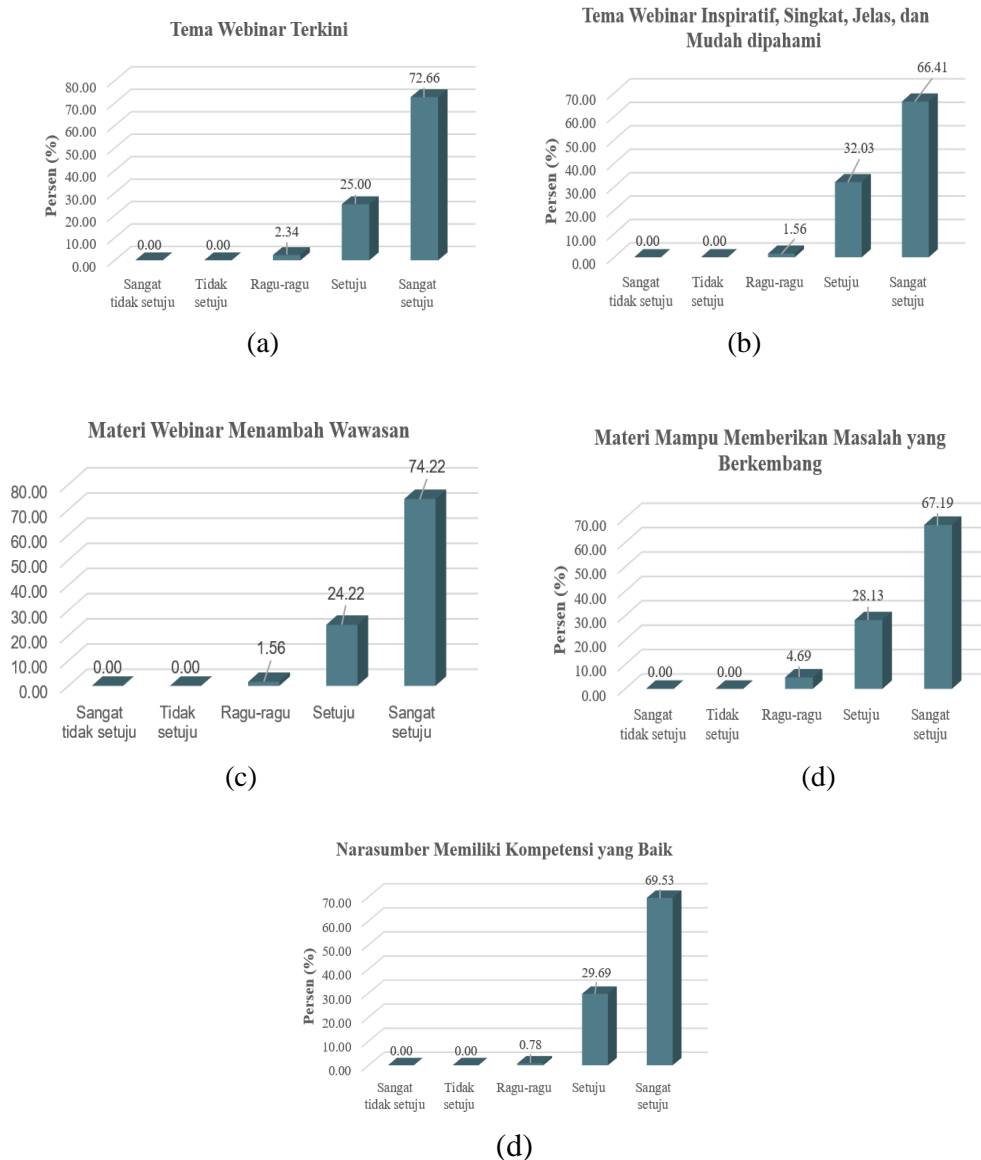 Tema Webinar Terkini
72.66
80.00
70.00
60.00
50.00
40.00
30.00
20.00
10.00
0.00
Persen (%)
25.00
2.34
0.00
0.00
Sangat
tidak setuju
Tidak
setuju
Ragu-ragu
Setuju
Sangat
setuju
(a)
Tema Webinar Inspiratif, Singkat, Jelas, dan
Mudah dipahami
66.41
70.00
60.00
50.00
40.00
30.00
20.00
10.00
0.00
Persen (%)
32.03
1.56
0.00
0.00
Sangat
tidak setuju
Tidak
setuju
Ragu-ragu
Setuju
Sangat
setuju
(b)
Materi Webinar Menambah Wawasan
74.22
80.00
70.00
60.00
50.00
40.00
30.00
20.00
10.00
0.00
24.22
1.56
0.00
0.00
Sangat
tidak setuju
Tidak
setuju
Ragu-ragu
Setuju
Sangat
setuju
(c)
Materi Mampu Memberikan Masalah yang
Berkembang
67.19
70.00
60.00
50.00
40.00
30.00
20.00
10.00
0.00
Persen (%)
28.13
4.69
0.00
0.00
Sangat
tidak setuju
Tidak
setuju
Ragu-ragu
Setuju
Sangat
setuju
(d)
Narasumber Memiliki Kompetensi yang Baik
69.53
70.00
60.00
50.00
40.00
30.00
20.00
10.00
0.00
Persen (%)
29.69
0.78
0.00
0.00
Sangat
tidak setuju
Tidak
setuju
Ragu-ragu
Setuju
Sangat
setuju
(d)